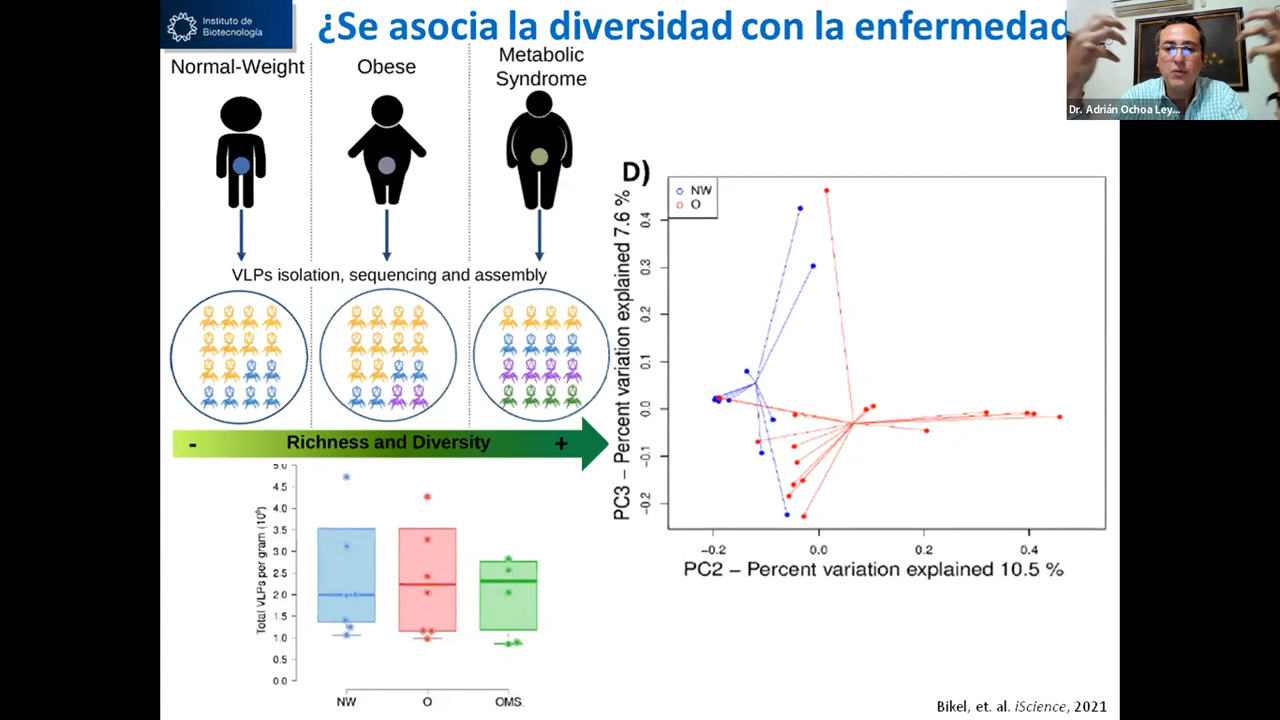 Instituto de
Biotecnología
¿Se asocia la diversidad con la enfermedad
Dr. Adrián Ochoa Ley...
Normal-Weight
Obese
Metabolic
Syndrome
VLPs isolation, sequencing and assembly
- Richness and Diversity +
Total VLPs per gram (10⁹)
5.0
4.5
4.0
3.5
3.0
2.5
2.0
1.5
1.0
0.5
0.0
NW O OMS.
D)
NW
O
PC3 – Percent variation explained 7.6 %
0.4
0.3
0.2
0.1
0.0
-0.1
-0.2
-0.2 0.0 0.2 0.4
PC2 – Percent variation explained 10.5 %
Bikel, et. al. iScience, 2021